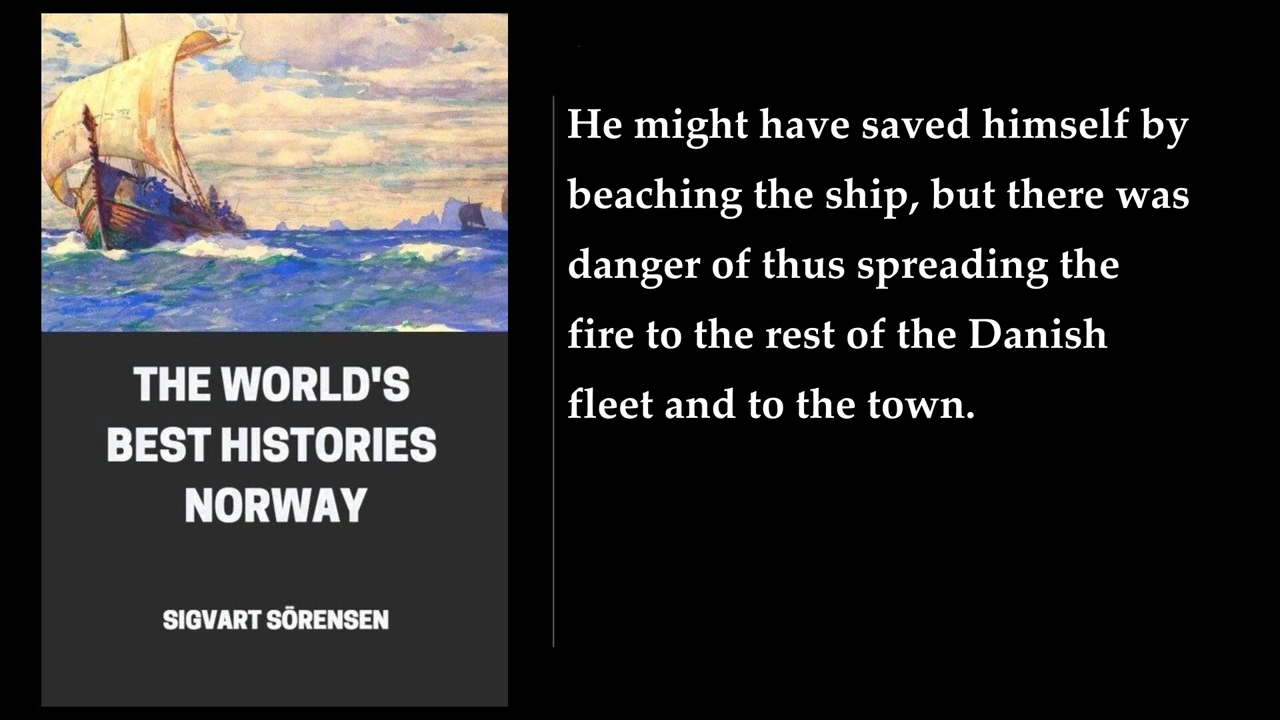 THE WORLD'S
BEST HISTORIES
NORWAY
SIGVART SÖRENSEN
He might have saved himself by
beaching the ship, but there was
danger of thus spreading the
fire to the rest of the Danish
fleet and to the town.